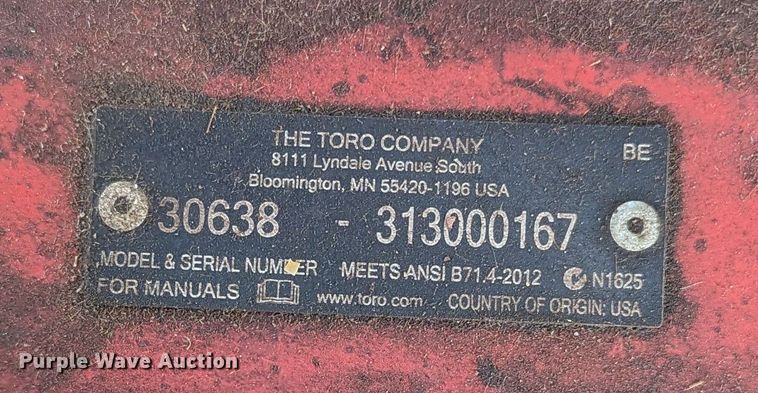 THE TORO COMPANY
BE
8111 Lyndale Avenue South
Bloomington, MN 55420-1196 USA
30638 - 313000167
MODEL & SERIAL NUMBER MEETS ANSI B71.4-2012 N1625
FOR MANUALS www.toro.com COUNTRY OF ORIGIN: USA
Purple Wave Auction